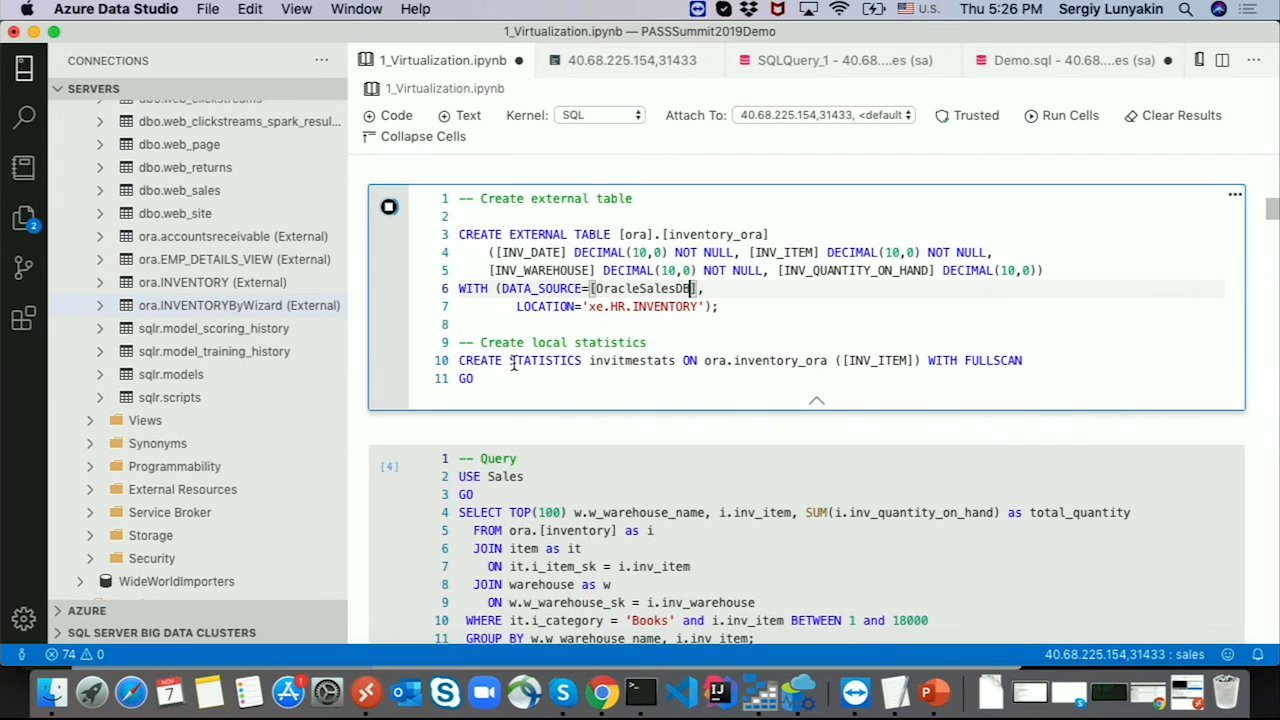 Azure Data Studio File Edit View Window Help U.S. Thu 5:26 PM Sergiy Lunyakin
1_Virtualization.ipynb — PASSSummit2019Demo
CONNECTIONS
SERVERS
dbo.web_clickstreams
dbo.web_clickstreams_spark_resul...
dbo.web_page
dbo.web_returns
dbo.web_sales
dbo.web_site
ora.accountsreceivable (External)
ora.EMP_DETAILS_VIEW (External)
ora.INVENTORY (External)
ora.INVENTORYByWizard (External)
sqlr.model_scoring_history
sqlr.model_training_history
sqlr.models
sqlr.scripts
Views
Synonyms
Programmability
External Resources
Service Broker
Storage
Security
WideWorldImporters
AZURE
SQL SERVER BIG DATA CLUSTERS
2
1_Virtualization.ipynb 40.68.225.154,31433 SQLQuery_1 - 40.68....es (sa) Demo.sql - 40.68....es (sa)
1_Virtualization.ipynb
Code Text Kernel: SQL Attach To: 40.68.225.154,31433, <default Trusted Run Cells Clear Results
Collapse Cells
1 -- Create external table
2
3 CREATE EXTERNAL TABLE [ora].[inventory_ora]
4 ([INV_DATE] DECIMAL(10,0) NOT NULL, [INV_ITEM] DECIMAL(10,0) NOT NULL,
5 [INV_WAREHOUSE] DECIMAL(10,0) NOT NULL, [INV_QUANTITY_ON_HAND] DECIMAL(10,0))
6 WITH (DATA_SOURCE=[OracleSalesDB],
7 LOCATION='xe.HR.INVENTORY');
8
9 -- Create local statistics
10 CREATE STATISTICS invitmestats ON ora.inventory_ora ([INV_ITEM]) WITH FULLSCAN
11 GO
[4]
1 -- Query
2 USE Sales
3 GO
4 SELECT TOP(100) w.w_warehouse_name, i.inv_item, SUM(i.inv_quantity_on_hand) as total_quantity
5 FROM ora.[inventory] as i
6 JOIN item as it
7 ON it.i_item_sk = i.inv_item
8 JOIN warehouse as w
9 ON w.w_warehouse_sk = i.inv_warehouse
10 WHERE it.i_category = 'Books' and i.inv_item BETWEEN 1 and 18000
11 GROUP BY w.w_warehouse_name, i.inv_item;
74 0 40.68.225.154,31433 : sales
NOV
7
1